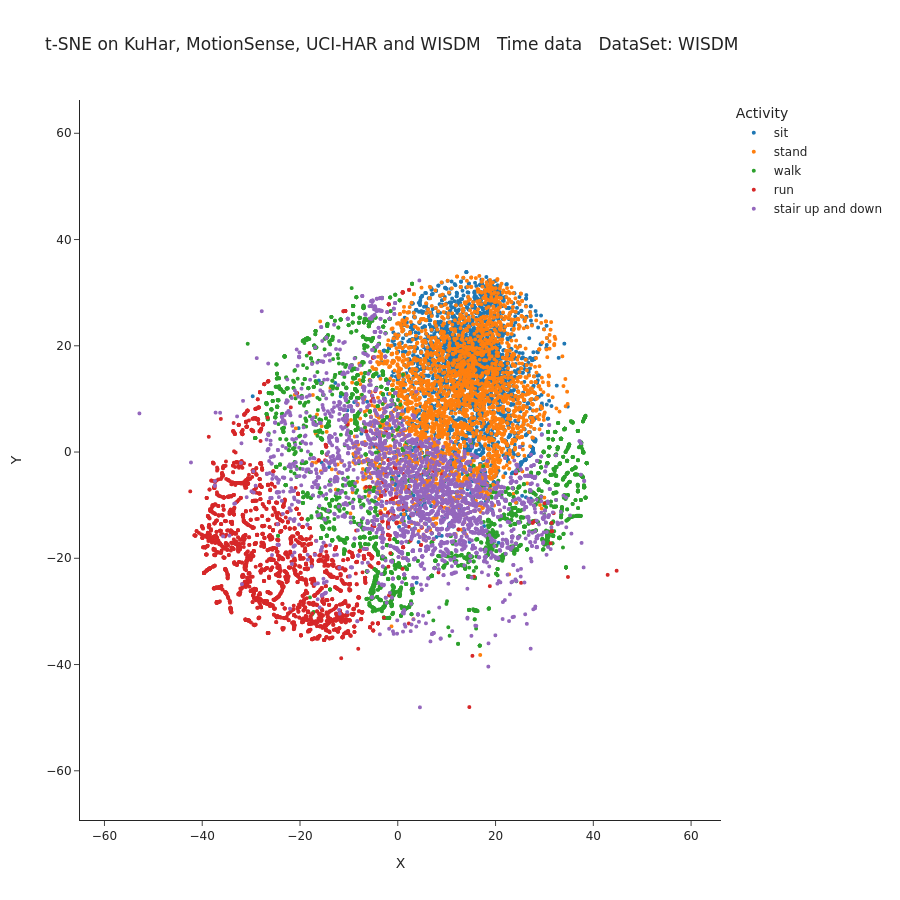 t-SNE on KuHar, MotionSense, UCI-HAR and WISDM   Time data   DataSet: WISDM
Activity
sit
stand
walk
run
stair up and down
60
40
20
0
−20
−40
−60
Y
−60 −40 −20 0 20 40 60
X